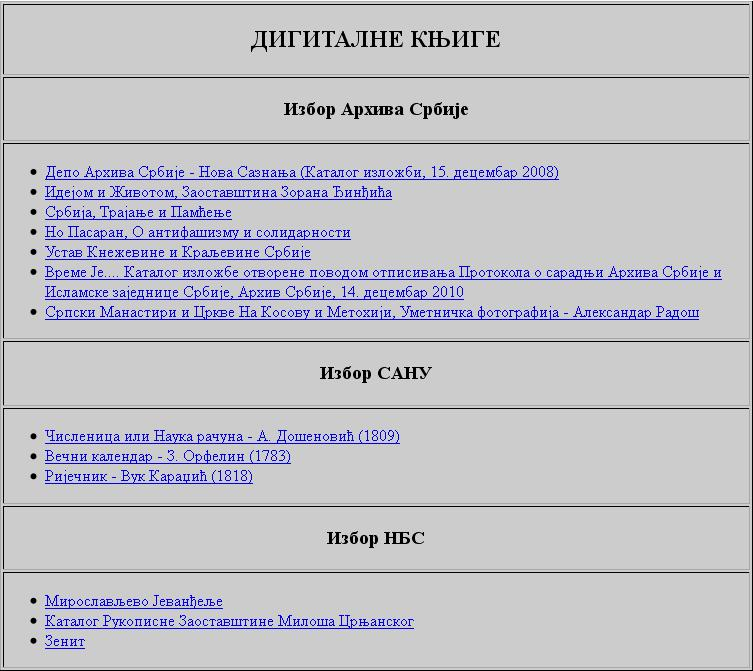 ДИГИТАЛНЕ КЊИГЕ
Избор Архива Србије
Депо Архива Србије - Нова Сазнања (Каталог изложби, 15. децембар 2008)
Идејом и Животом, Заоставштина Зорана Ђинђића
Србија, Трајање и Памћење
Но Пасаран, О антифашизму и солидарности
Устав Кнежевине и Краљевине Србије
Време Је.... Каталог изложбе отворене поводом отписивања Протокола о сарадњи Архива Србије и
Исламске заједнице Србије, Архив Србије, 14. децембар 2010
Српски Манастири и Цркве На Косову и Метохији, Уметничка фотографија - Александар Радош
Избор САНУ
Численица или Наука рачуна - А. Дошеновић (1809)
Вечни календар - З. Орфелин (1783)
Ријечник - Вук Караџић (1818)
Избор НБС
Мирослављево Јеванђеље
Каталог Рукописне Заоставштине Милоша Црњанског
Зенит